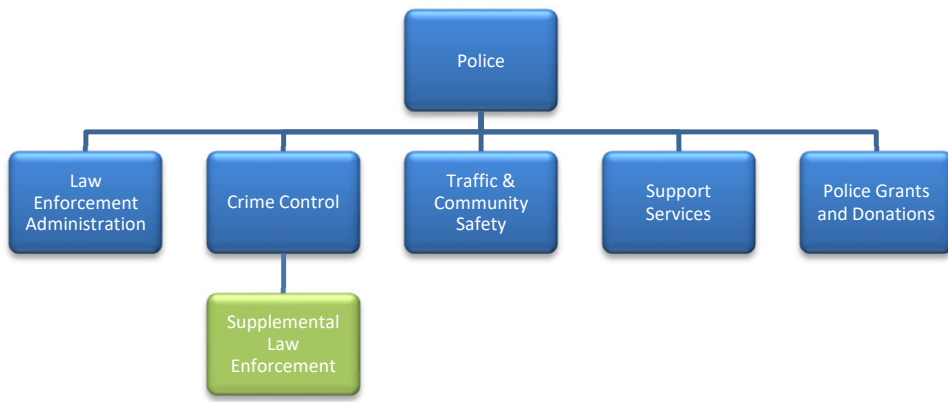 Police
Law
Enforcement
Administration
Crime Control
Traffic &
Community
Safety
Support
Services
Police Grants
and Donations
Supplemental
Law
Enforcement